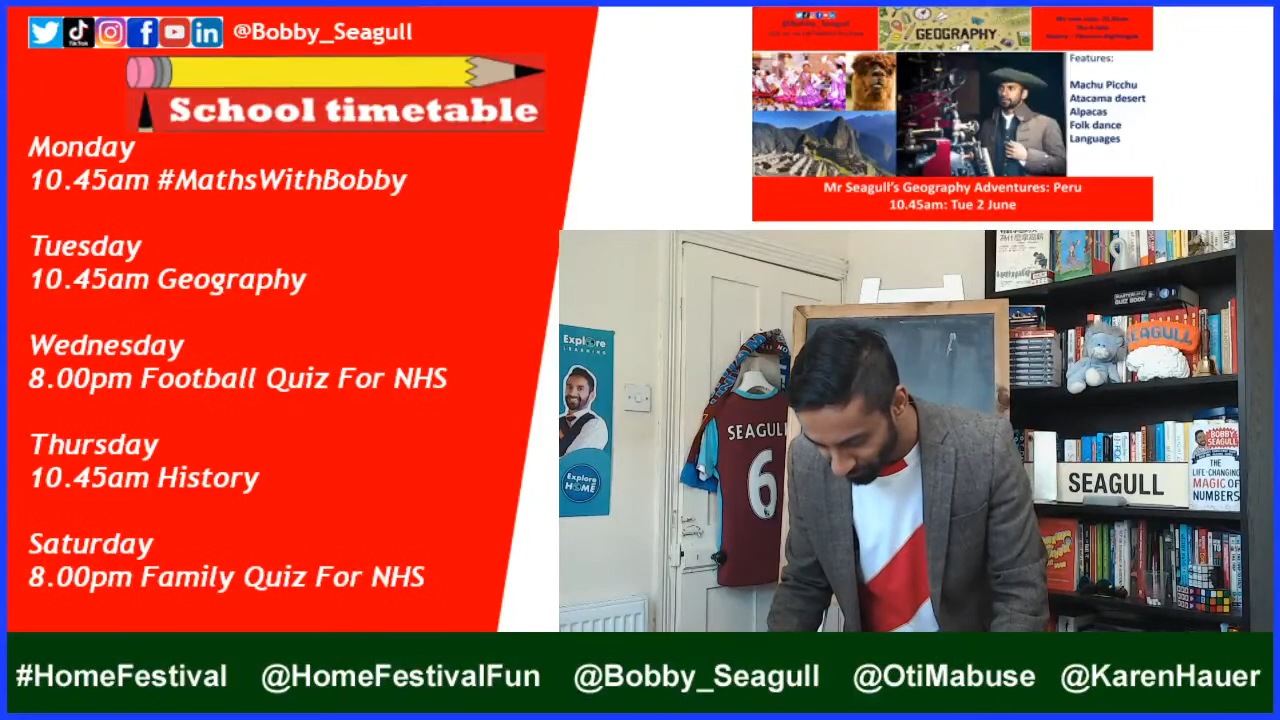 @Bobby_Seagull
School timetable
Monday
10.45am #MathsWithBobby
Tuesday
10.45am Geography
Wednesday
8.00pm Football Quiz For NHS
Thursday
10.45am History
Saturday
8.00pm Family Quiz For NHS
GEOGRAPHY
Features:
Machu Picchu
Atacama desert
Alpacas
Folk dance
Languages
Mr Seagull's Geography Adventures: Peru
10.45am: Tue 2 June
Explore
LEARNING
Explore
HOME
SEAGULL
6
QUIZ BOOK
SEAGULL
SEAGULL
BOBBY
SEAGULL
THE
LIFE-CHANGING
MAGIC OF
NUMBERS
#HomeFestival @HomeFestivalFun @Bobby_Seagull @OtiMabuse @KarenHauer